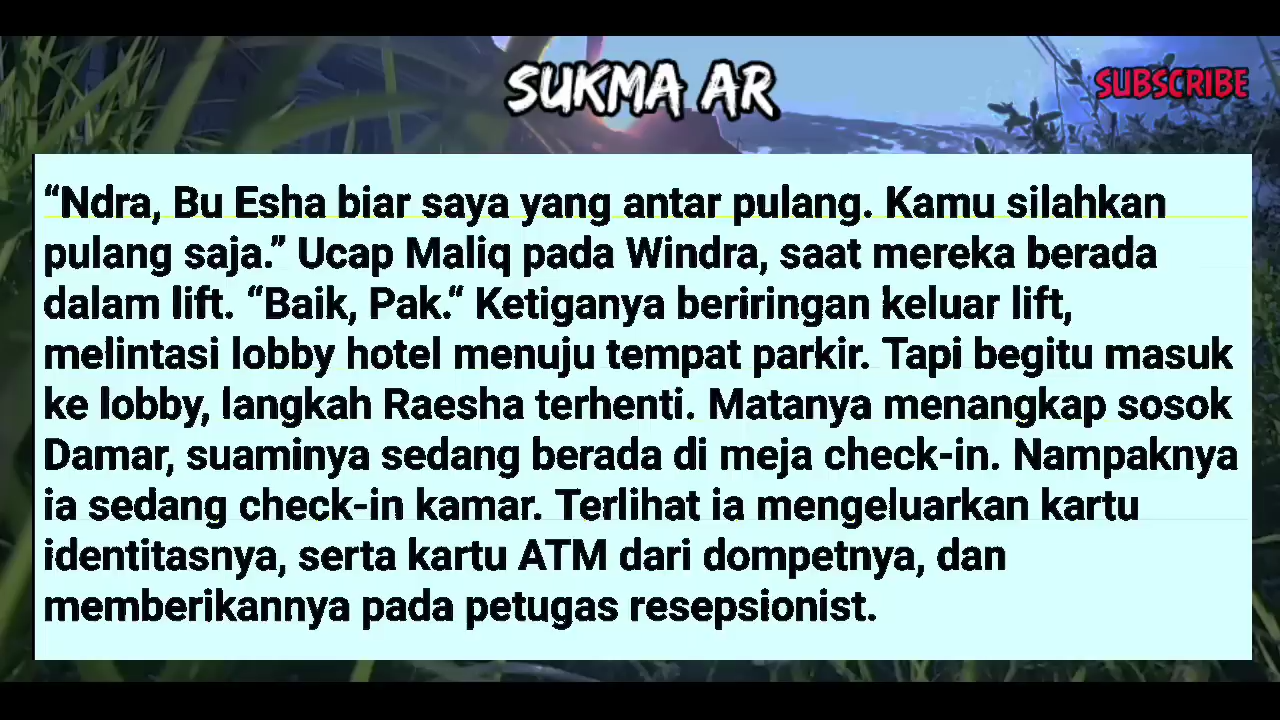 SUKMA AR
SUBSCRIBE
“Ndra, Bu Esha biar saya yang antar pulang. Kamu silahkan
pulang saja.” Ucap Maliq pada Windra, saat mereka berada
dalam lift. “Baik, Pak.“ Ketiganya beriringan keluar lift,
melintasi lobby hotel menuju tempat parkir. Tapi begitu masuk
ke lobby, langkah Raesha terhenti. Matanya menangkap sosok
Damar, suaminya sedang berada di meja check-in. Nampaknya
ia sedang check-in kamar. Terlihat ia mengeluarkan kartu
identitasnya, serta kartu ATM dari dompetnya, dan
memberikannya pada petugas resepsionist.